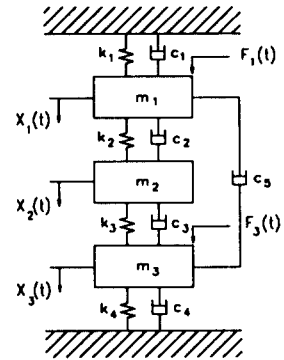 k₁ c₁ F₁(t)
m₁
X₁(t)
k₂ c₂
c₅
m₂
X₂(t)
k₃ c₃ F₃(t)
m₃
X₃(t)
k₄ c₄